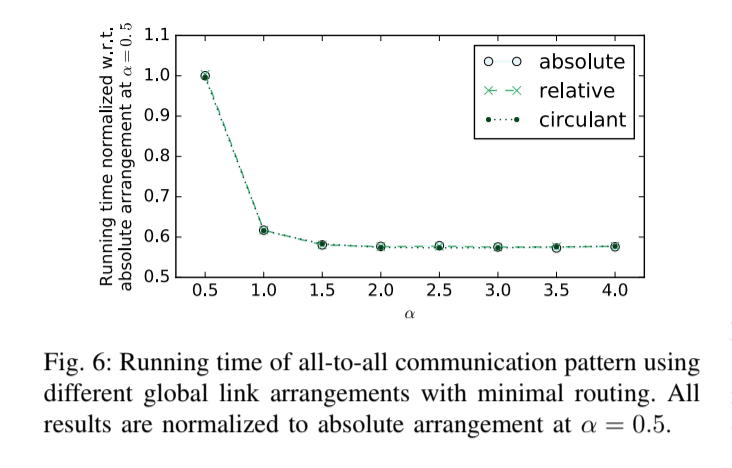 Running time normalized w.r.t.
absolute arrangement at α=0.5
1.1
1.0
0.9
0.8
0.7
0.6
0.5
absolute
relative
circulant
0.5 1.0 1.5 2.0 2.5 3.0 3.5 4.0
α
Fig. 6: Running time of all-to-all communication pattern using
different global link arrangements with minimal routing. All
results are normalized to absolute arrangement at α = 0.5.